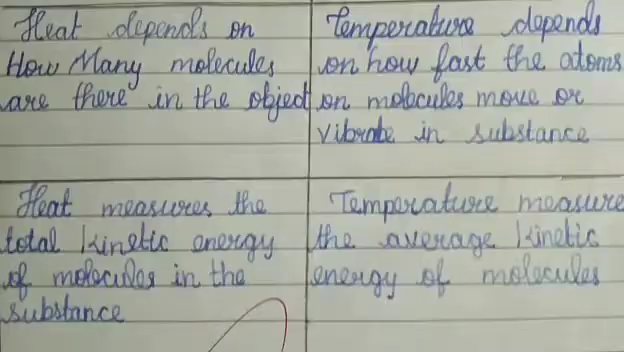 Heat depends on
How Many molecules
are there in the object
Temperature depends
on how fast the atoms
on molecules move or
vibrate in substance
Heat measures the
total kinetic energy
of molecules in the
substance
Temperature measure
the average kinetic
energy of molecules